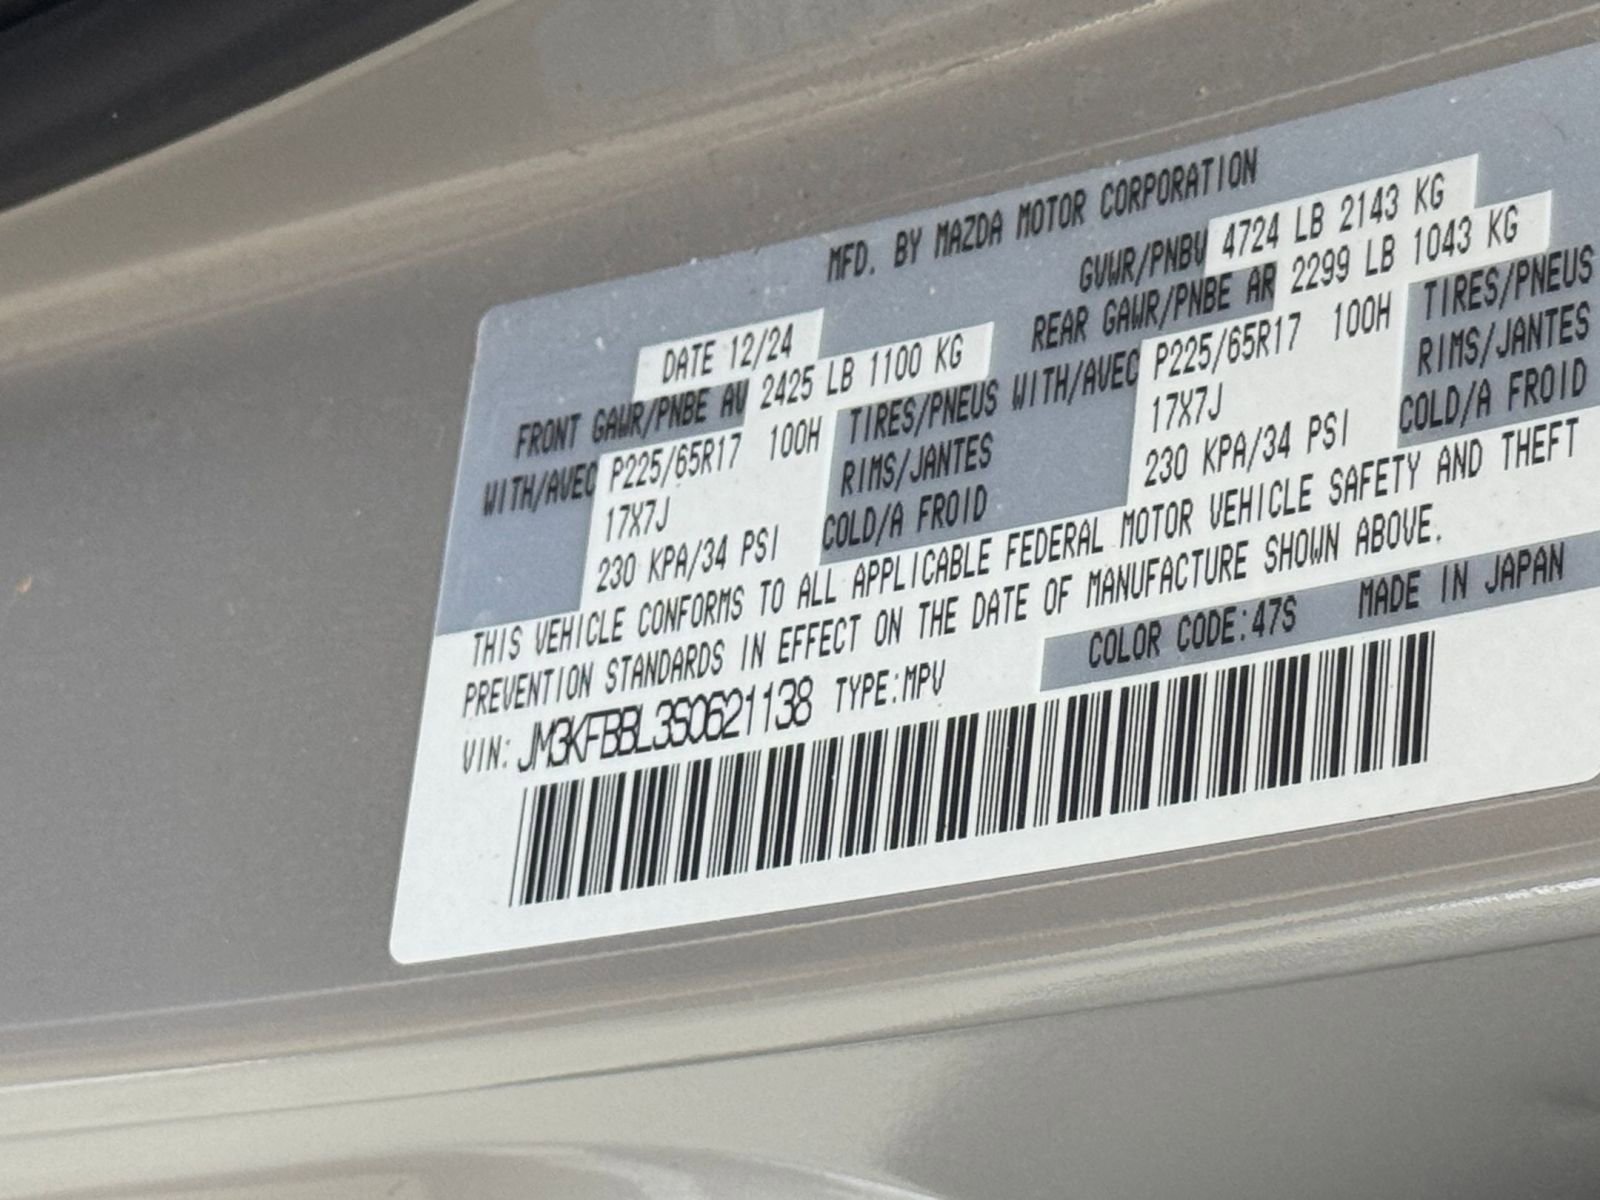 MFD. BY MAZDA MOTOR CORPORATION
DATE 12/24 GVWR/PNBV 4724 LB 2143 KG
FRONT GAWR/PNBE AV 2425 LB 1100 KG REAR GAWR/PNBE AR 2299 LB 1043 KG
WITH/AVEC P225/65R17 100H TIRES/PNEUS WITH/AVEC P225/65R17 100H TIRES/PNEUS
17X7J RIMS/JANTES 17X7J RIMS/JANTES
230 KPA/34 PSI COLD/A FROID 230 KPA/34 PSI COLD/A FROID
THIS VEHICLE CONFORMS TO ALL APPLICABLE FEDERAL MOTOR VEHICLE SAFETY AND THEFT
PREVENTION STANDARDS IN EFFECT ON THE DATE OF MANUFACTURE SHOWN ABOVE.
VIN: JM3KFBBL3S0621138 TYPE:MPV COLOR CODE:47S MADE IN JAPAN